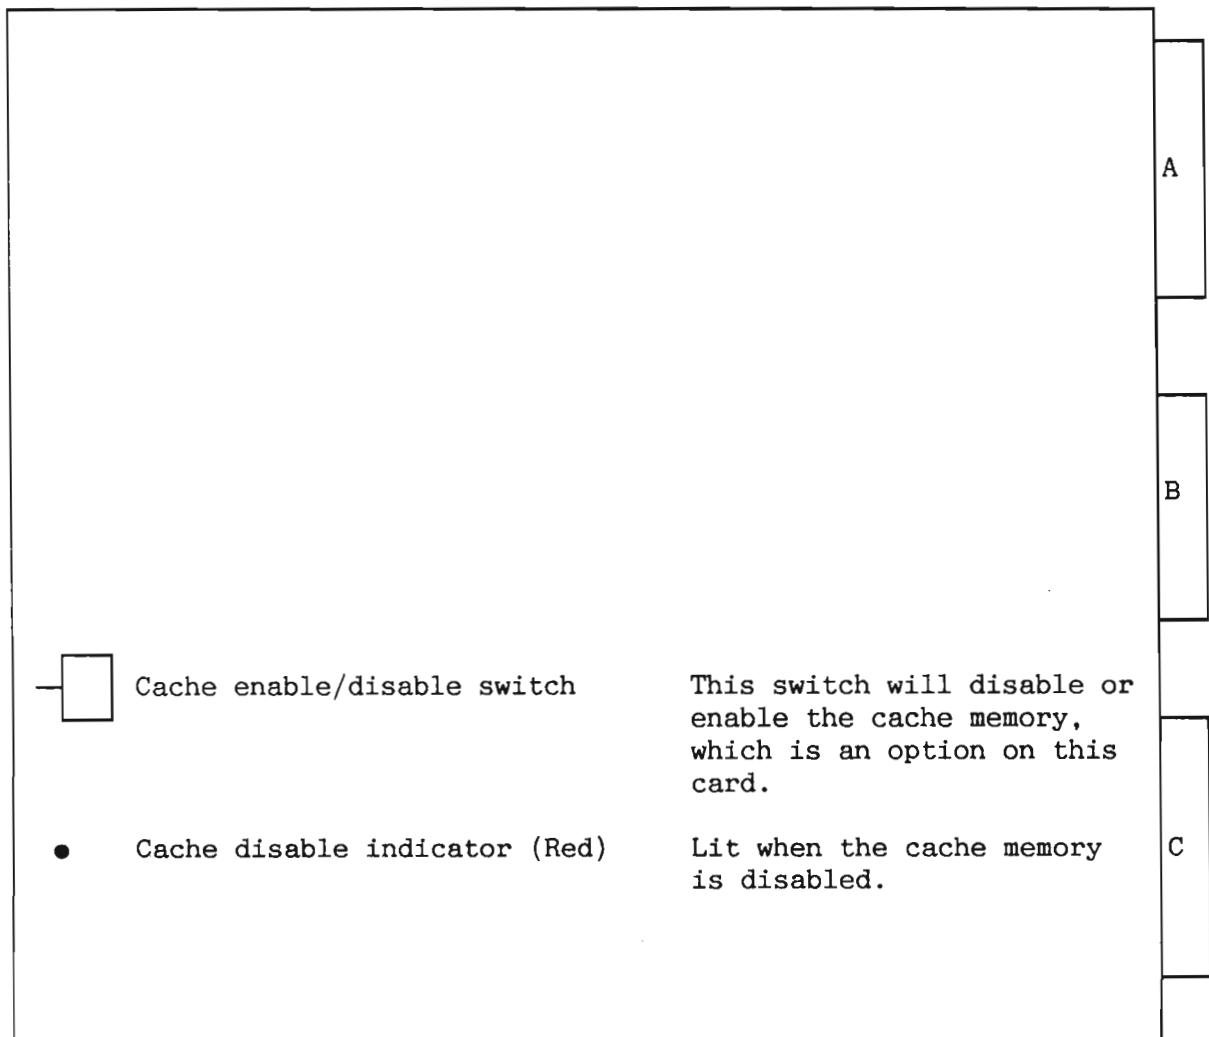 A
B
Cache enable/disable switch
This switch will disable or
enable the cache memory,
which is an option on this
card.
Cache disable indicator (Red)
Lit when the cache memory
is disabled.
C